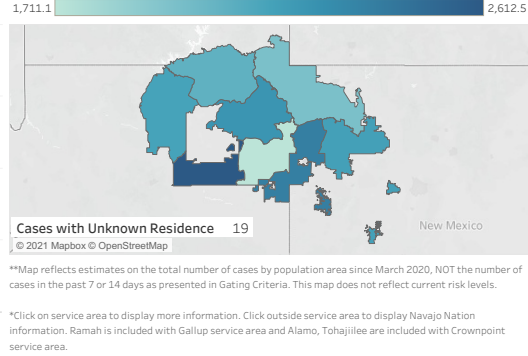 1,711.1 2,612.5
Cases with Unknown Residence 19
New Mexico
© 2021 Mapbox © OpenStreetMap
**Map reflects estimates on the total number of cases by population area since March 2020, NOT the number of
cases in the past 7 or 14 days as presented in Gating Criteria. This map does not reflect current risk levels.
*Click on service area to display more information. Click outside service area to display Navajo Nation
information. Ramah is included with Gallup service area and Alamo, Tohajiilee are included with Crownpoint
service area.